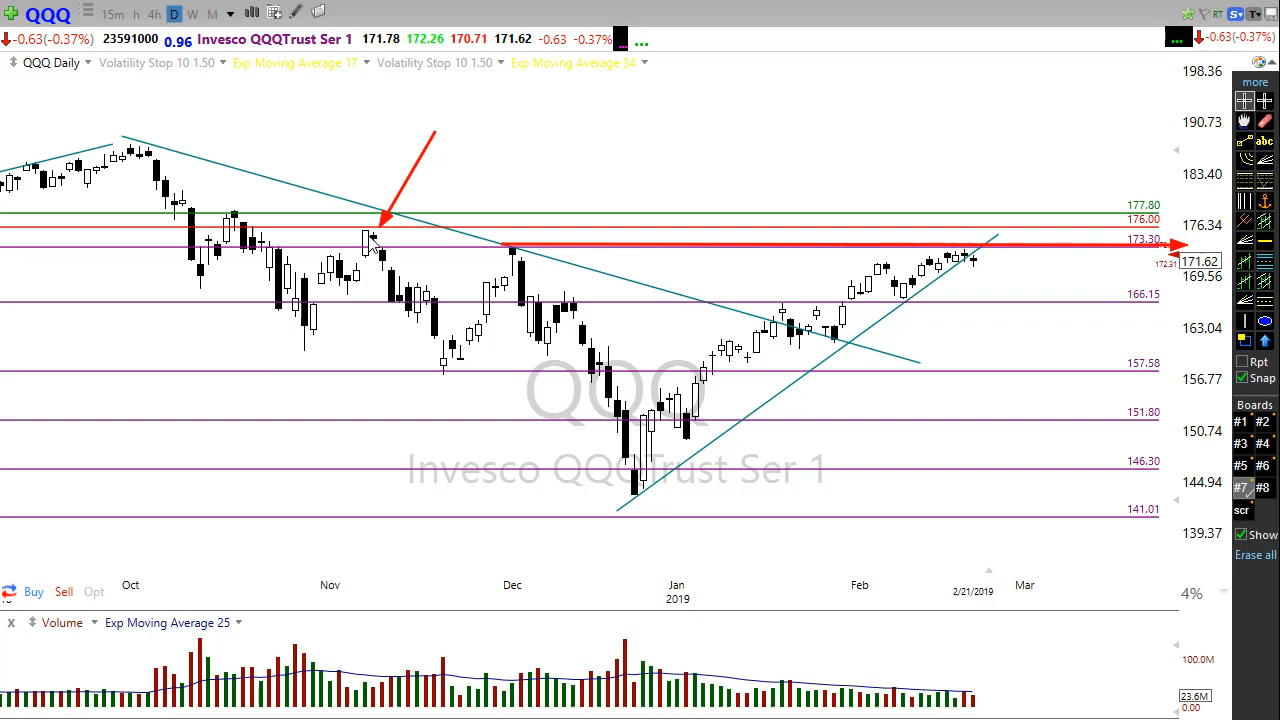 QQQ 15m h 4h D W M RT S T
-0.63(-0.37%) 23591000 0.96 Invesco QQQTrust Ser 1 171.78 172.26 170.71 171.62 -0.63 -0.37% ... ... -0.63(-0.37%)
QQQ Daily Volatility Stop 10 1.50 Exp Moving Average 17 Volatility Stop 10 1.50 Exp Moving Average 34
198.36
190.73
183.40
177.80
176.00
176.34
173.30
171.62
172.31
169.56
166.15
163.04
157.58
156.77
151.80
150.74
146.30
144.94
141.01
139.37
QQQ
Invesco QQQTrust Ser 1
Oct Nov Dec Jan Feb Mar
2019 2/21/2019
Buy Sell Opt
4%
X Volume Exp Moving Average 25
100.0M
23.6M
0.00
more
abc
Rpt
Snap
Boards
#1 #2
#3 #4
#5 #6
#7 #8
scr
Show
Erase all